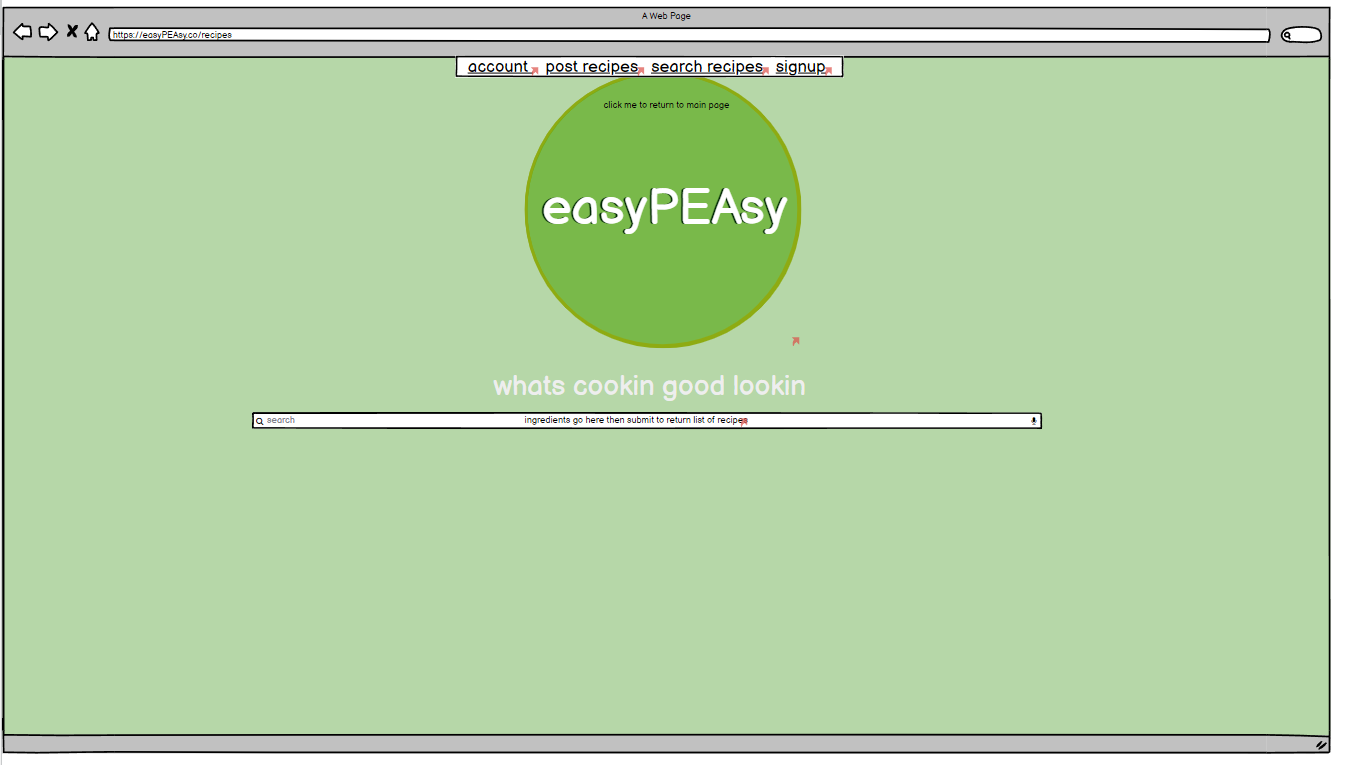 A Web Page
https://easyPEAsy.co/recipes
account post recipes search recipes signup
click me to return to main page
easyPEAsy
whats cookin good lookin
search ingredients go here then submit to return list of recipes